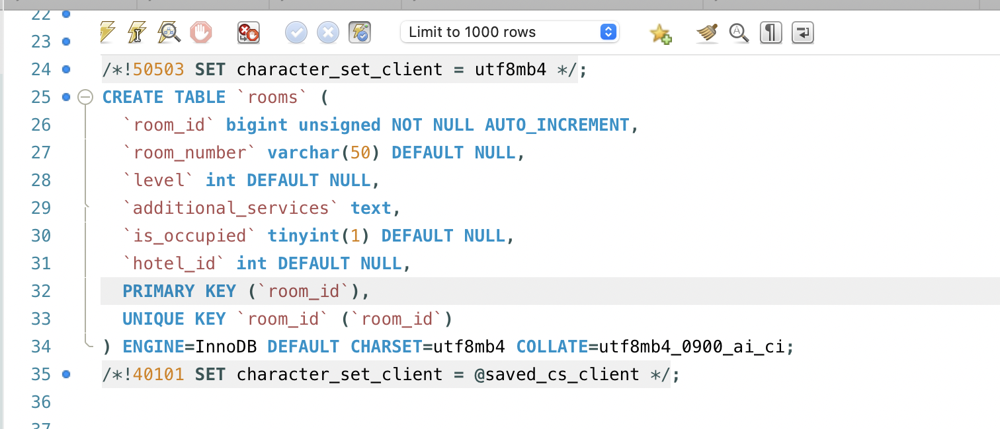 22
Limit to 1000 rows
23
24 /*!50503 SET character_set_client = utf8mb4 */;
25 CREATE TABLE `rooms` (
26 `room_id` bigint unsigned NOT NULL AUTO_INCREMENT,
27 `room_number` varchar(50) DEFAULT NULL,
28 `level` int DEFAULT NULL,
29 `additional_services` text,
30 `is_occupied` tinyint(1) DEFAULT NULL,
31 `hotel_id` int DEFAULT NULL,
32 PRIMARY KEY (`room_id`),
33 UNIQUE KEY `room_id` (`room_id`)
34 ) ENGINE=InnoDB DEFAULT CHARSET=utf8mb4 COLLATE=utf8mb4_0900_ai_ci;
35 /*!40101 SET character_set_client = @saved_cs_client */;
36
37